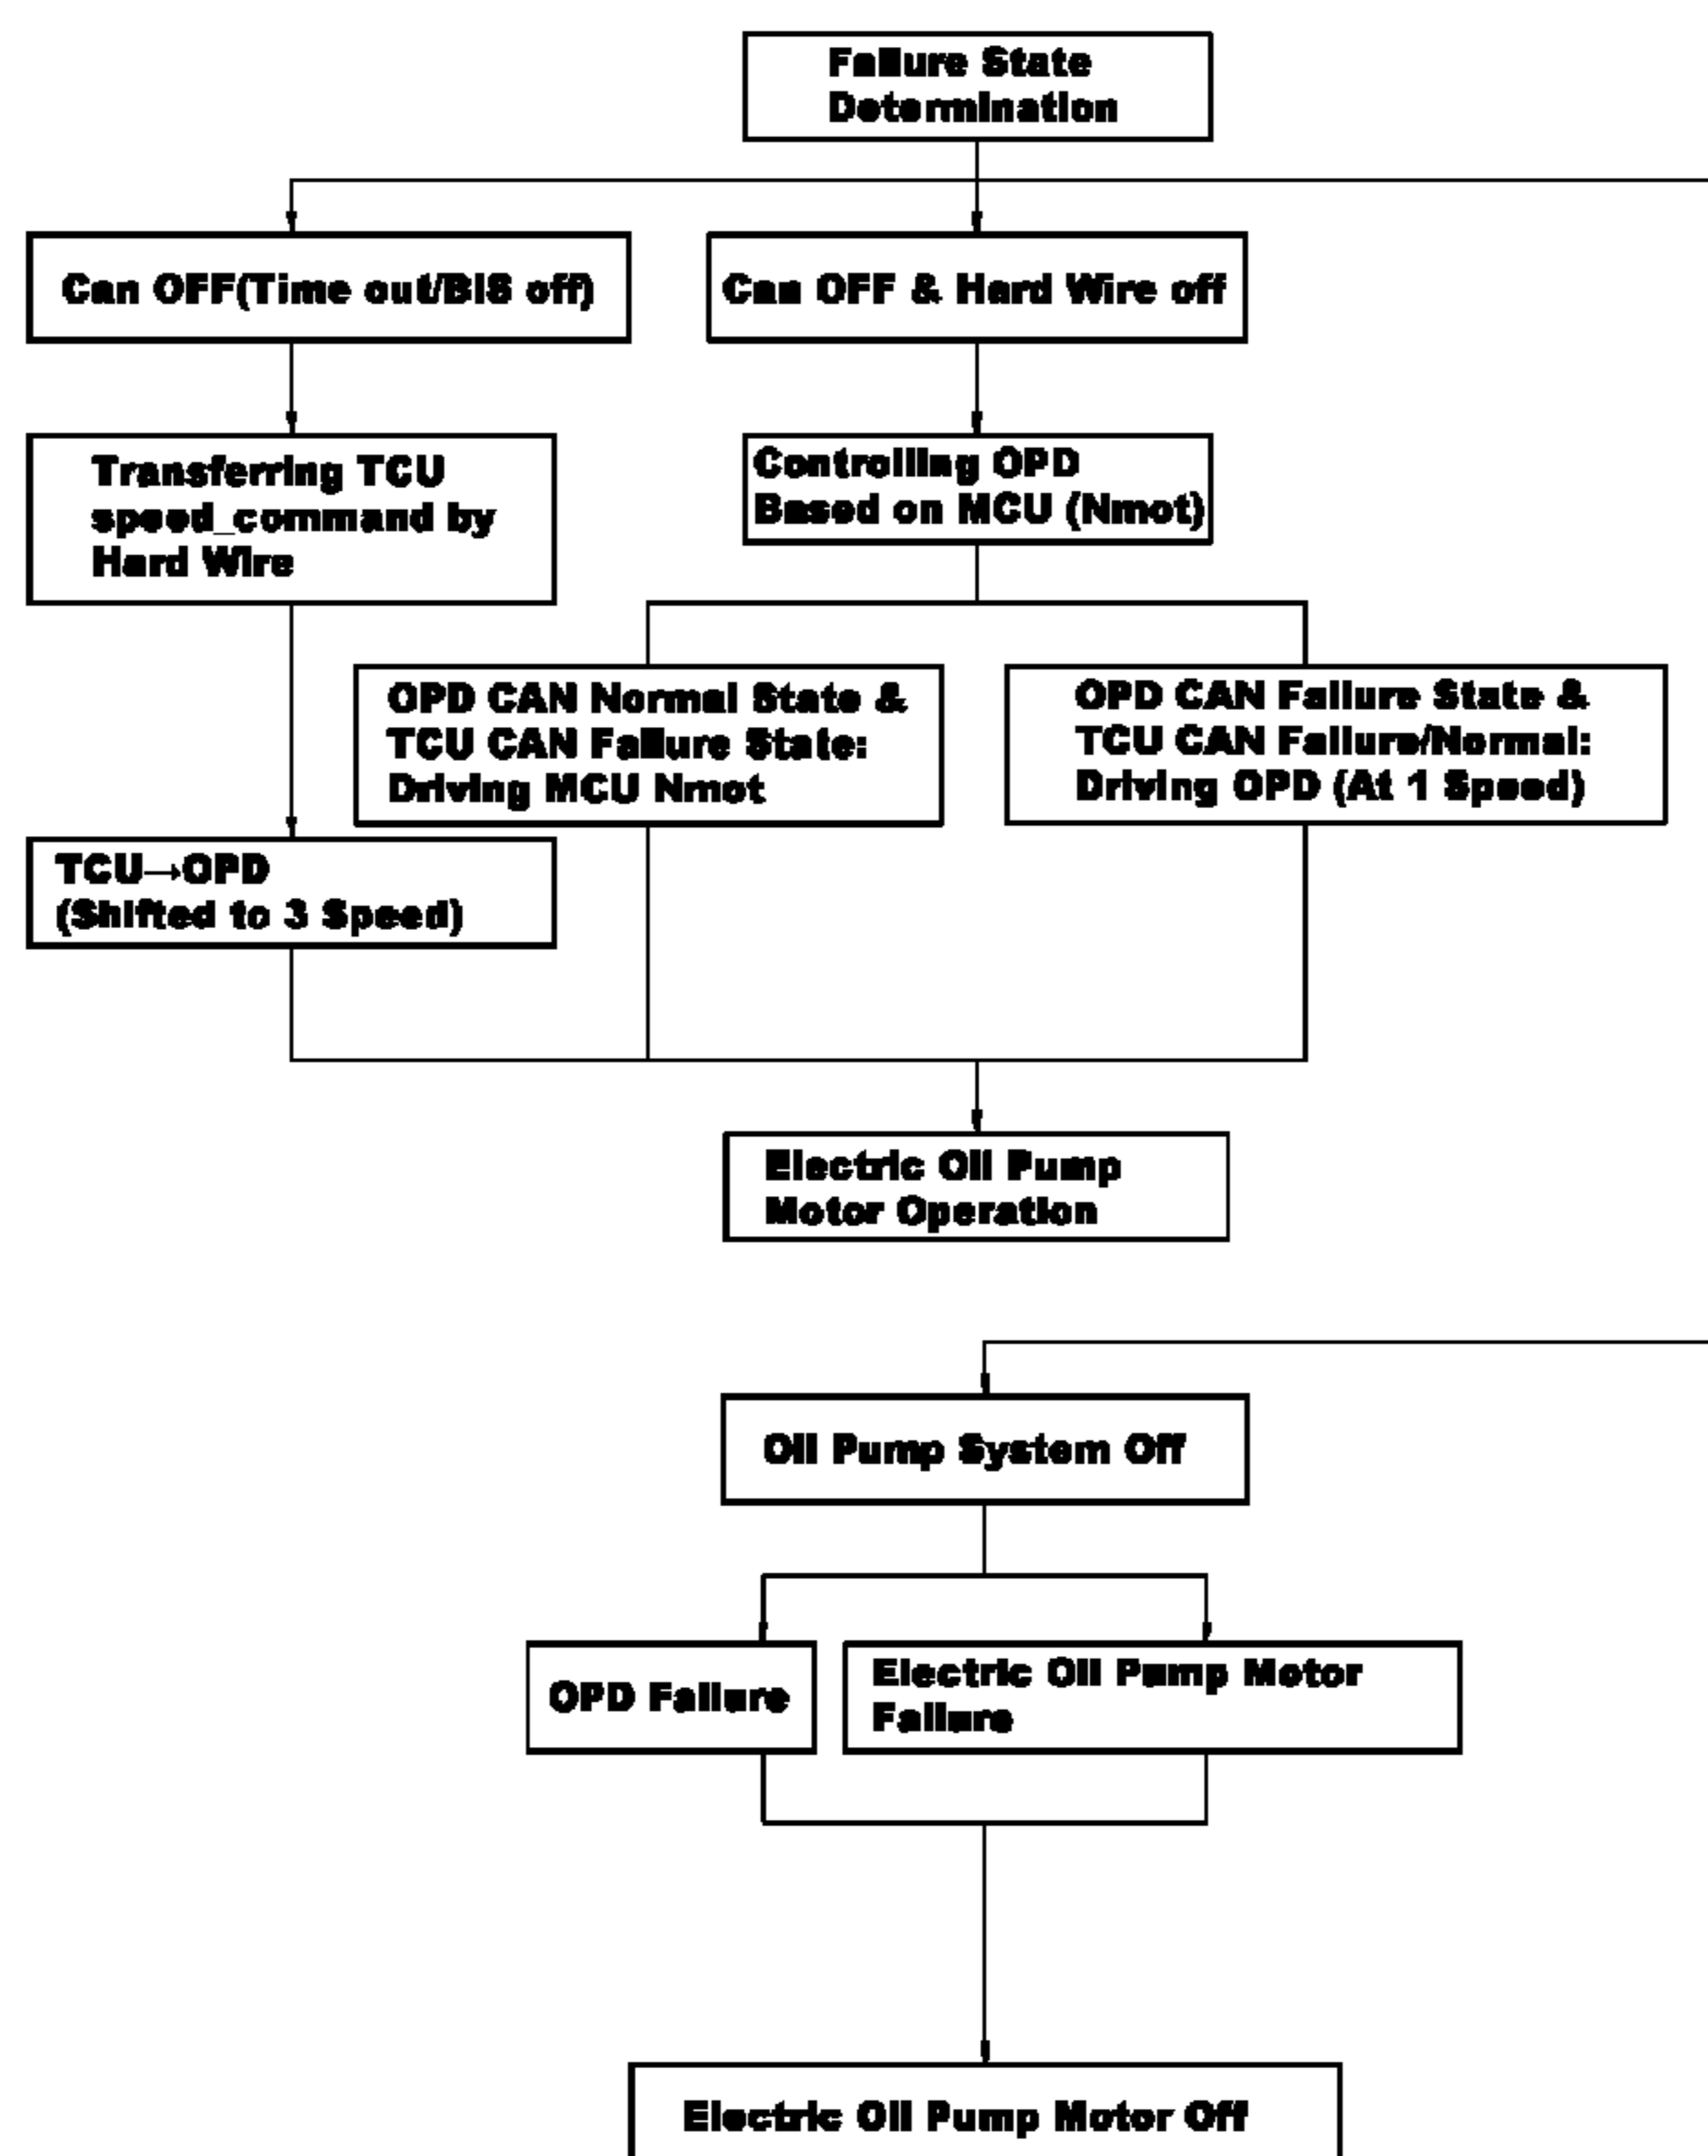 Failure State
Determination
Can OFF(Time out/BIS off)
Can OFF & Hard Wire off
Transferring TCU
speed_command by
Hard Wire
Controlling OPD
Based on MCU (Nmot)
OPD CAN Normal State &
TCU CAN Failure State:
Driving MCU Nmot
OPD CAN Failure State &
TCU CAN Failure/Normal:
Driving OPD (At 1 Speed)
TCU→OPD
(Shifted to 3 Speed)
Electric Oil Pump
Motor Operation
Oil Pump System Off
OPD Failure
Electric Oil Pump Motor
Failure
Electric Oil Pump Motor Off